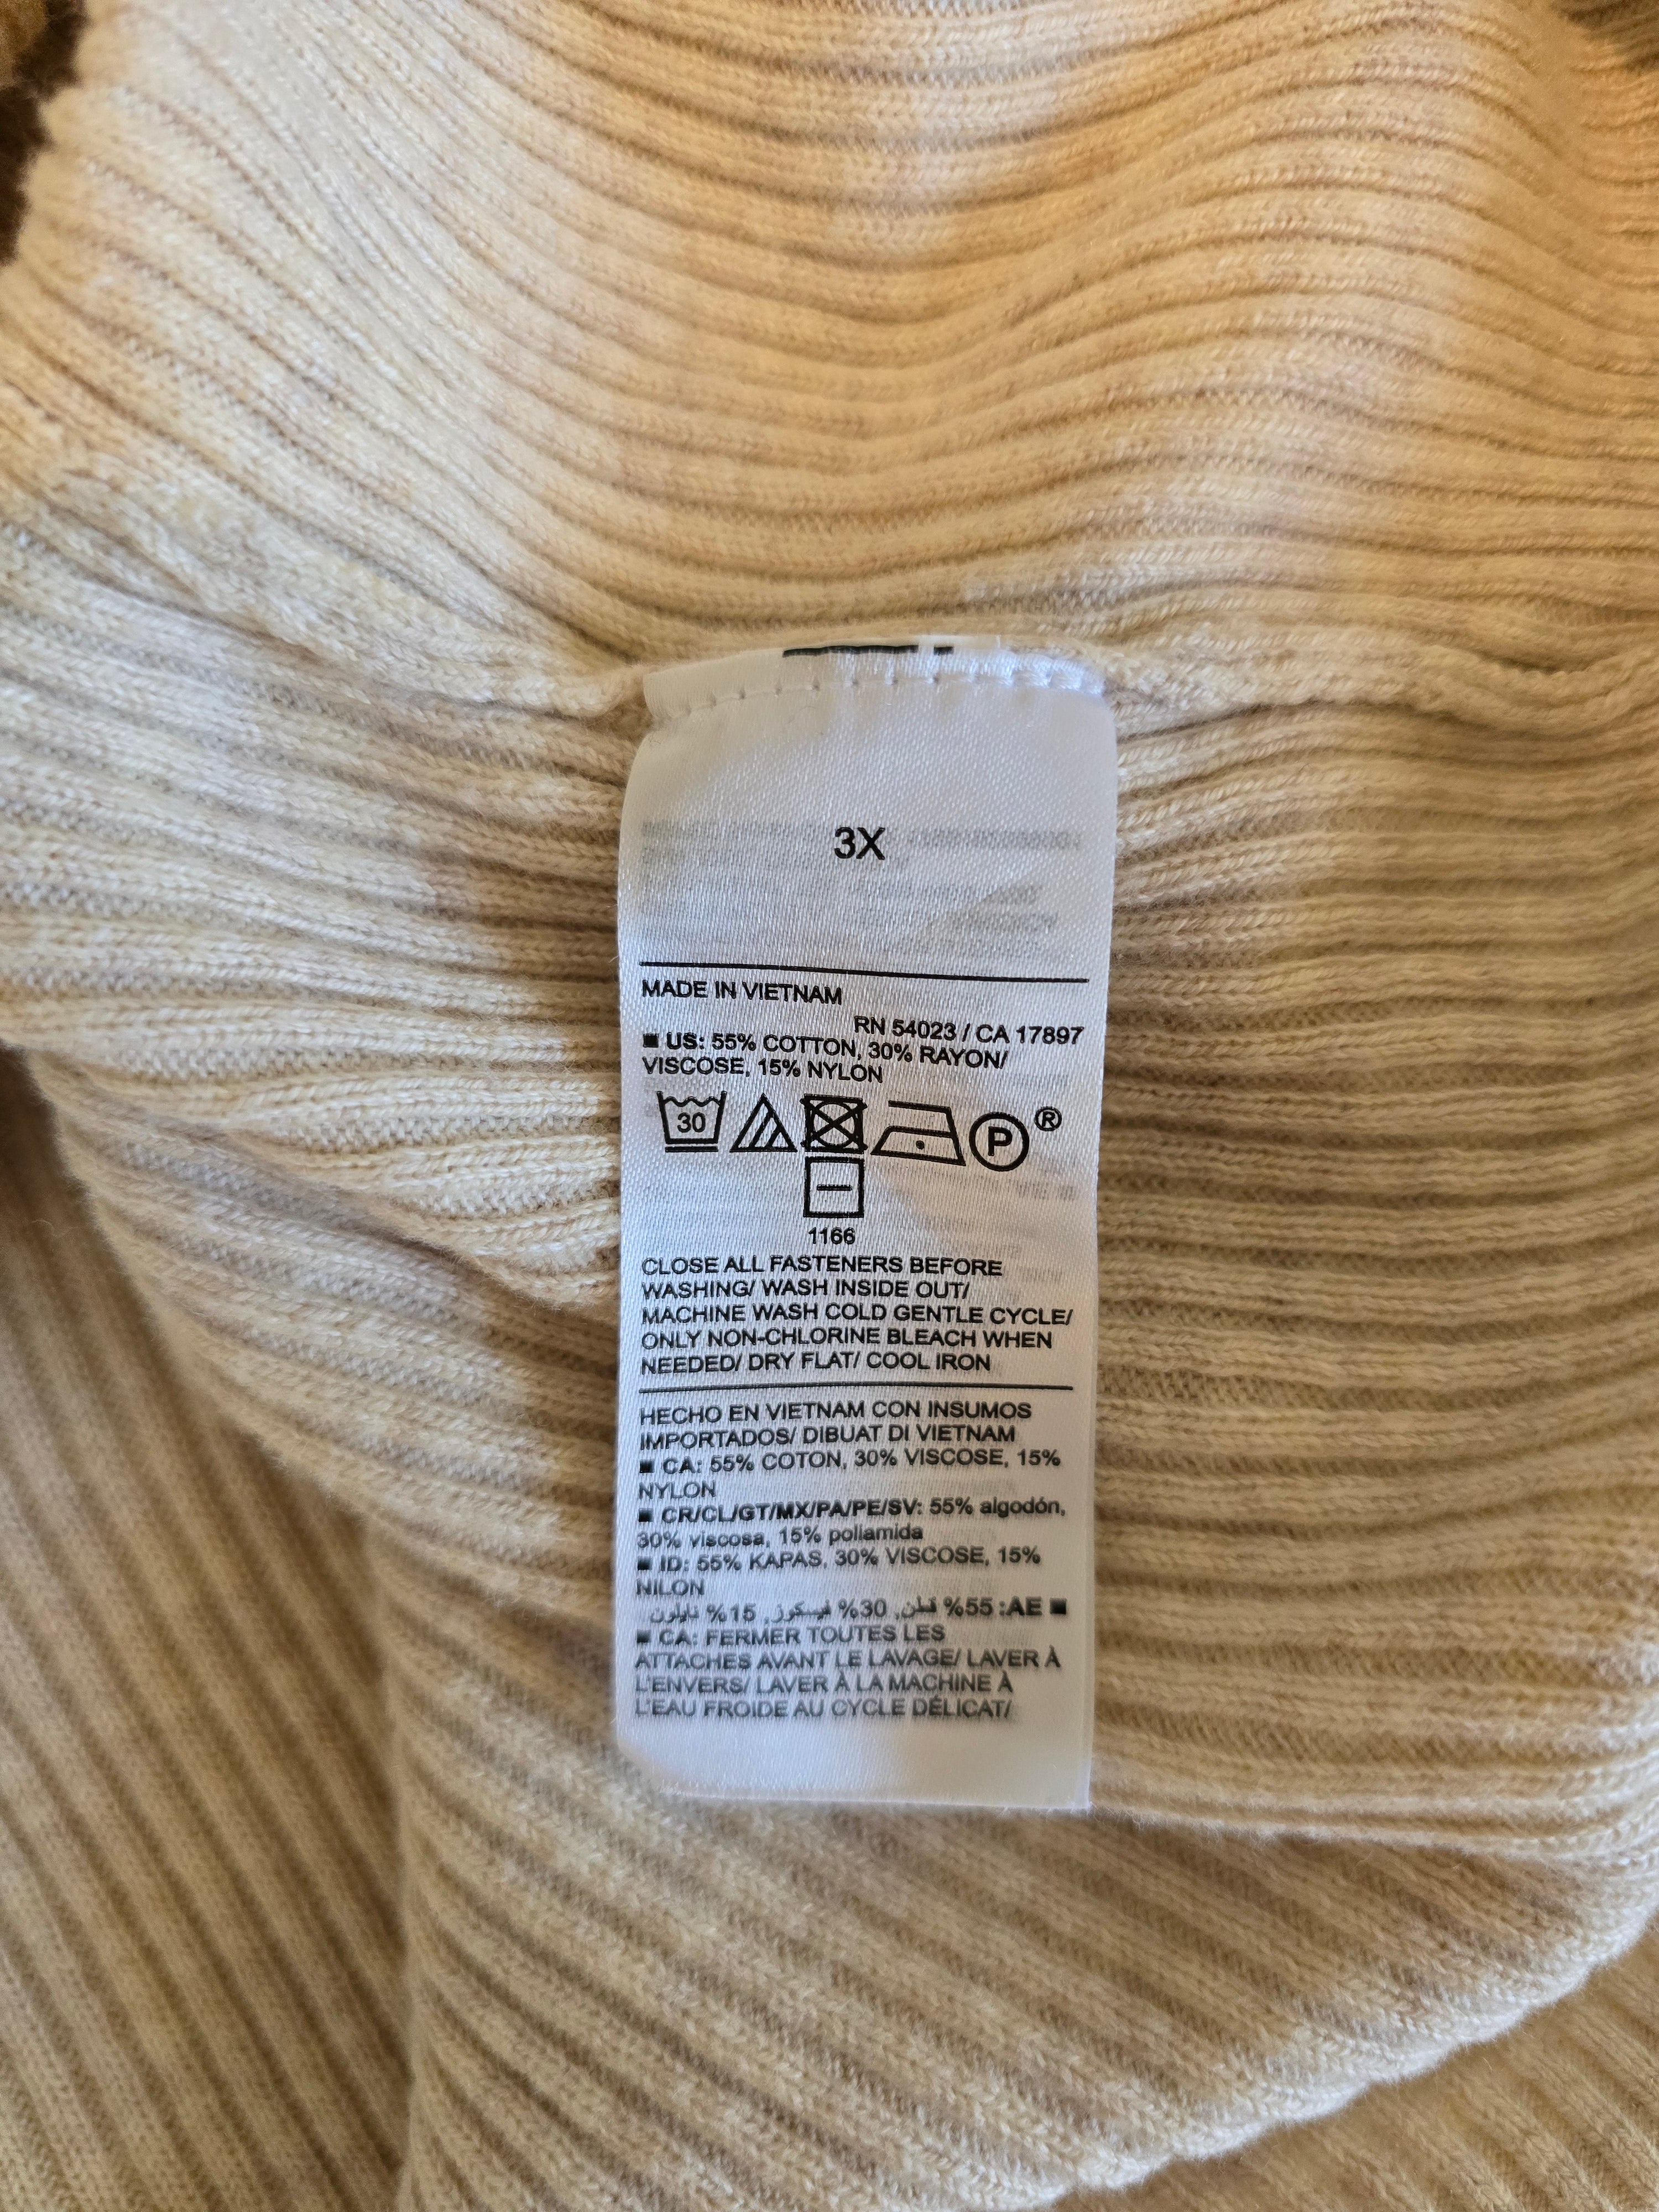 3X
MADE IN VIETNAM
RN 54023 / CA 17897
■ US: 55% COTTON, 30% RAYON/
VISCOSE, 15% NYLON
30 P ®
1166
CLOSE ALL FASTENERS BEFORE
WASHING/ WASH INSIDE OUT/
MACHINE WASH COLD GENTLE CYCLE/
ONLY NON-CHLORINE BLEACH WHEN
NEEDED/ DRY FLAT/ COOL IRON
HECHO EN VIETNAM CON INSUMOS
IMPORTADOS/ DIBUAT DI VIETNAM
■ CA: 55% COTON, 30% VISCOSE, 15%
NYLON
■ CR/CL/GT/MX/PA/PE/SV: 55% algodón,
30% viscosa, 15% poliamida
■ ID: 55% KAPAS, 30% VISCOSE, 15%
NILON
■ AE: 55% قطن, 30% فيسكوز, 15% نايلون
■ CA: FERMER TOUTES LES
ATTACHES AVANT LE LAVAGE/ LAVER À
L'ENVERS/ LAVER À LA MACHINE À
L'EAU FROIDE AU CYCLE DÉLICAT/